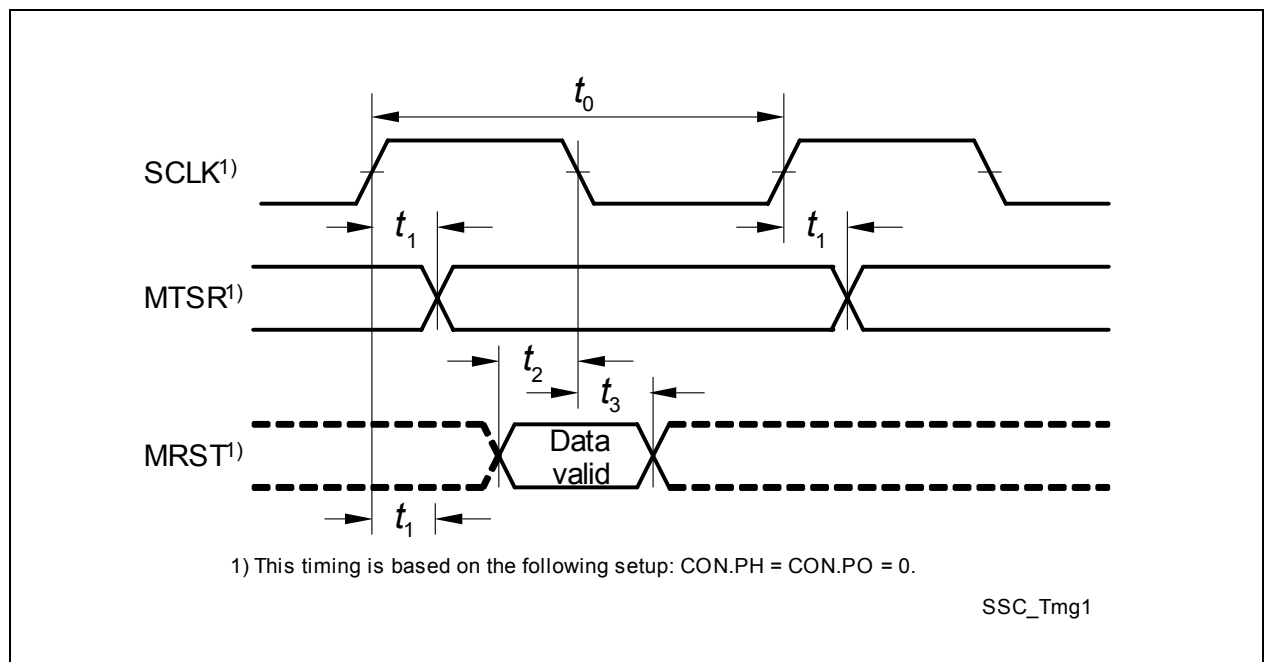 t0
SCLK1)
t1
t1
MTSR1)
t2
t3
MRST1)
Data
valid
t1
1) This timing is based on the following setup: CON.PH = CON.PO = 0.
SSC_Tmg1